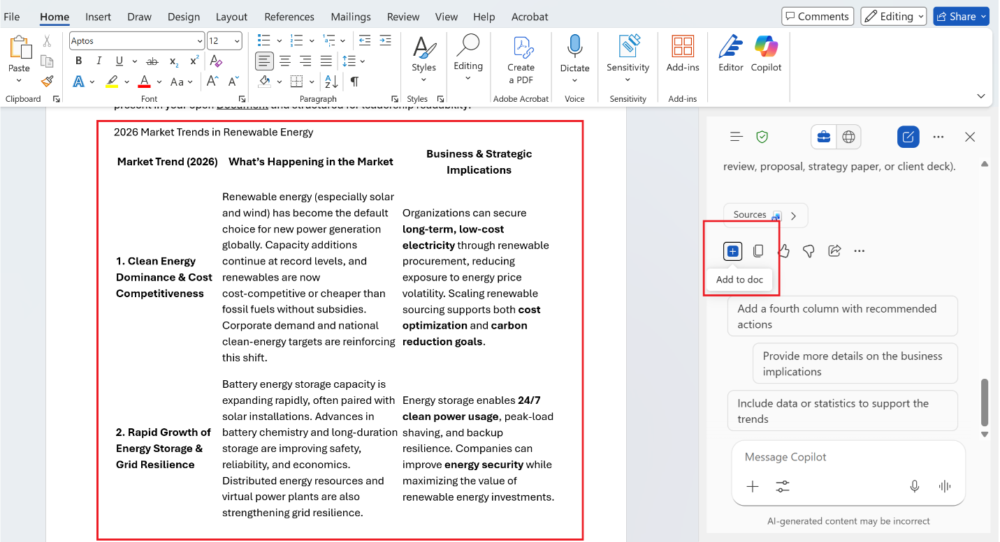 File Home Insert Draw Design Layout References Mailings Review View Help Acrobat
Comments Editing Share
Aptos 12
Paste
B I U ab x₂ x² A
A A Aa A A
Styles
Editing
Create
a PDF
Dictate
Sensitivity
Add-ins
Editor
Copilot
Clipboard Font Paragraph Styles Adobe Acrobat Voice Sensitivity Add-ins
present in your open Document and structured for leadership readability.
2026 Market Trends in Renewable Energy
Market Trend (2026)
What's Happening in the Market
Business & Strategic
Implications
1. Clean Energy
Dominance & Cost
Competitiveness
Renewable energy (especially solar
and wind) has become the default
choice for new power generation
globally. Capacity additions
continue at record levels, and
renewables are now
cost-competitive or cheaper than
fossil fuels without subsidies.
Corporate demand and national
clean-energy targets are reinforcing
this shift.
Organizations can secure
long-term, low-cost
electricity through renewable
procurement, reducing
exposure to energy price
volatility. Scaling renewable
sourcing supports both cost
optimization and carbon
reduction goals.
2. Rapid Growth of
Energy Storage &
Grid Resilience
Battery energy storage capacity is
expanding rapidly, often paired with
solar installations. Advances in
battery chemistry and long-duration
storage are improving safety,
reliability, and economics.
Distributed energy resources and
virtual power plants are also
strengthening grid resilience.
Energy storage enables 24/7
clean power usage, peak-load
shaving, and backup
resilience. Companies can
improve energy security while
maximizing the value of
renewable energy investments.
review, proposal, strategy paper, or client deck).
Sources
Add to doc
Add a fourth column with recommended
actions
Provide more details on the business
implications
Include data or statistics to support the
trends
Message Copilot
AI-generated content may be incorrect